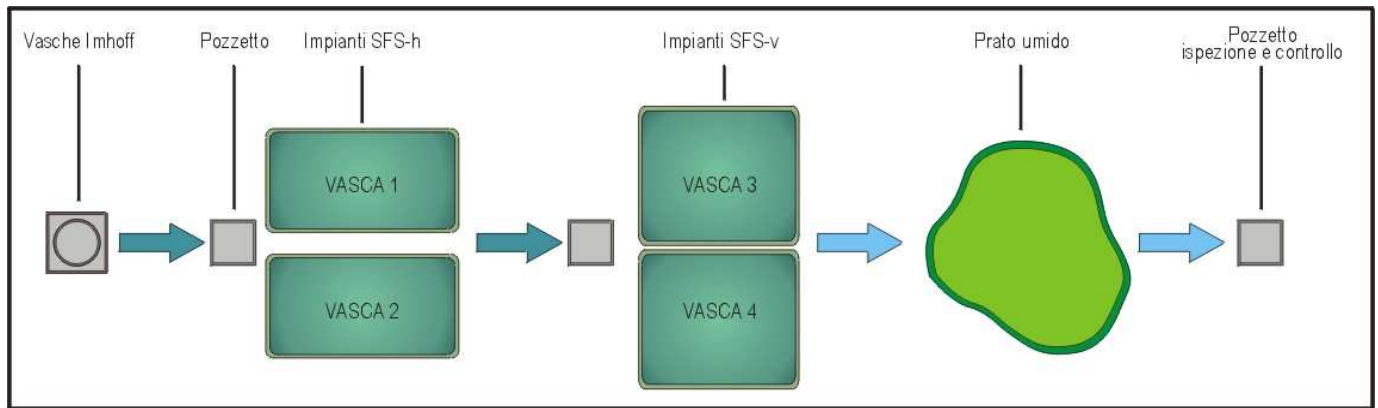 Vasche Imhoff
Pozzetto
Impianti SFS-h
Impianti SFS-v
Prato umido
Pozzetto
ispezione e controllo
VASCA 1
VASCA 3
VASCA 2
VASCA 4